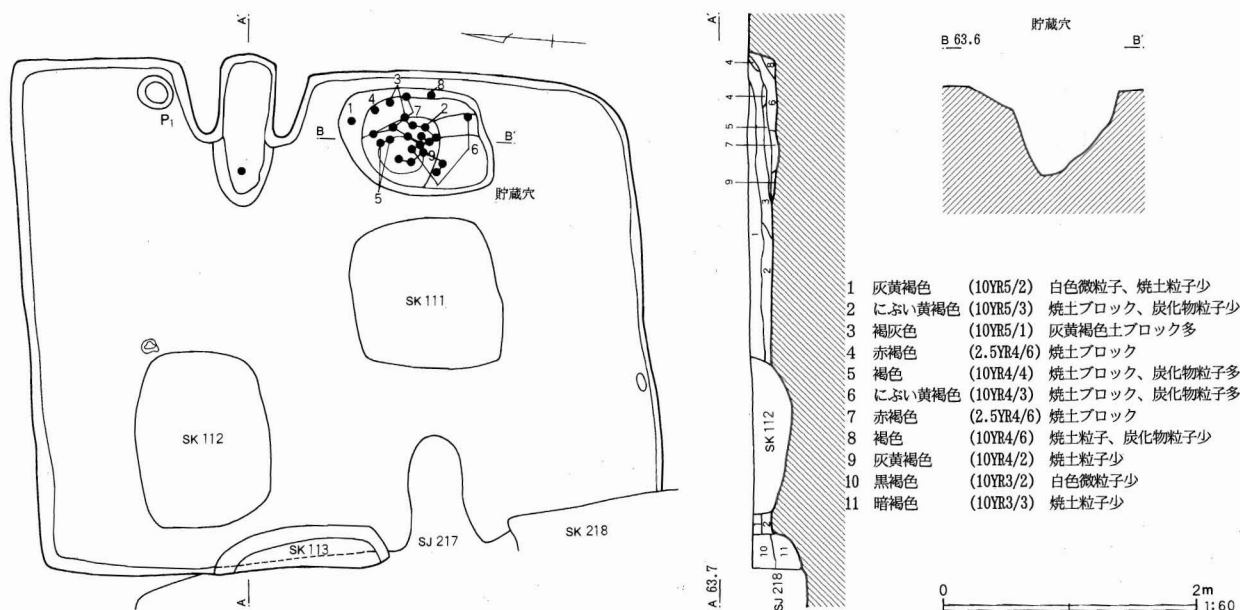 A′
P₁
1
4
3
7
8
2
B
B′
9
6
5
貯蔵穴
SK 111
SK 112
SK 113
SJ 217
SK 218
A
A′
4
8
4
6
5
7
9
3
1
2
SK 112
2
10
11
A 63.7
SJ 218
貯蔵穴
B 63.6
B′
1 灰黄褐色 (10YR5/2) 白色微粒子、焼土粒子少
2 にぶい黄褐色 (10YR5/3) 焼土ブロック、炭化物粒子少
3 褐灰色 (10YR5/1) 灰黄褐色土ブロック多
4 赤褐色 (2.5YR4/6) 焼土ブロック
5 褐色 (10YR4/4) 焼土ブロック、炭化物粒子多
6 にぶい黄褐色 (10YR4/3) 焼土ブロック、炭化物粒子多
7 赤褐色 (2.5YR4/6) 焼土ブロック
8 褐色 (10YR4/6) 焼土粒子、炭化物粒子少
9 灰黄褐色 (10YR4/2) 焼土粒子少
10 黒褐色 (10YR3/2) 白色微粒子少
11 暗褐色 (10YR3/3) 焼土粒子少
0 2m
1:60